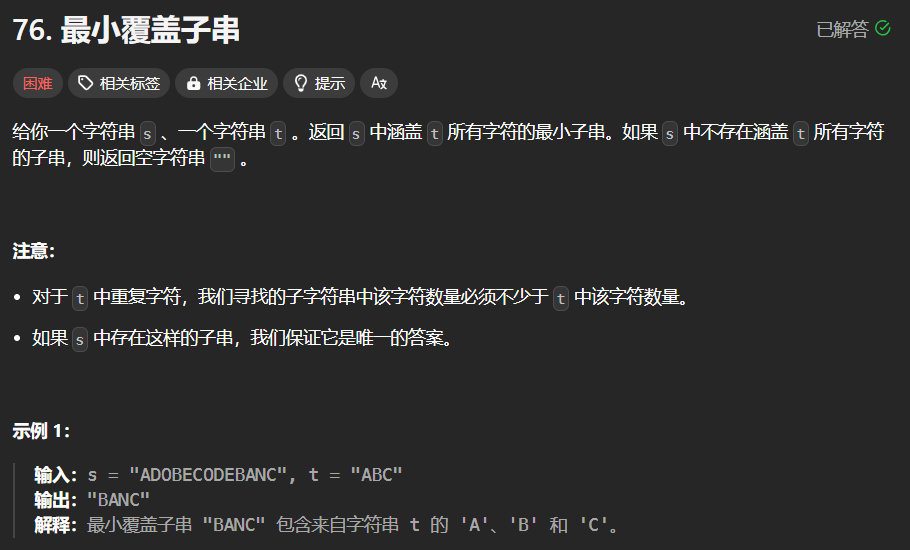 76. 最小覆盖子串
已解答
困难 相关标签 相关企业 提示 Ax
给你一个字符串 s 、一个字符串 t 。返回 s 中涵盖 t 所有字符的最小子串。如果 s 中不存在涵盖 t 所有字符
的子串，则返回空字符串 "" 。
注意：
• 对于 t 中重复字符，我们寻找的子字符串中该字符数量必须不少于 t 中该字符数量。
• 如果 s 中存在这样的子串，我们保证它是唯一的答案。
示例 1：
输入：s = "ADOBECODEBANC", t = "ABC"
输出："BANC"
解释：最小覆盖子串 "BANC" 包含来自字符串 t 的 'A'、'B' 和 'C'。